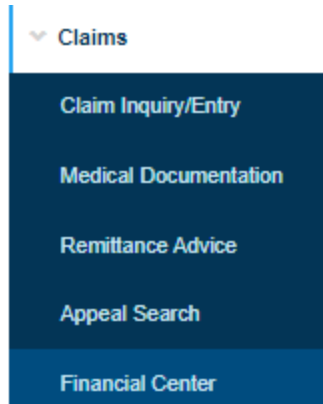 Claims
Claim Inquiry/Entry
Medical Documentation
Remittance Advice
Appeal Search
Financial Center